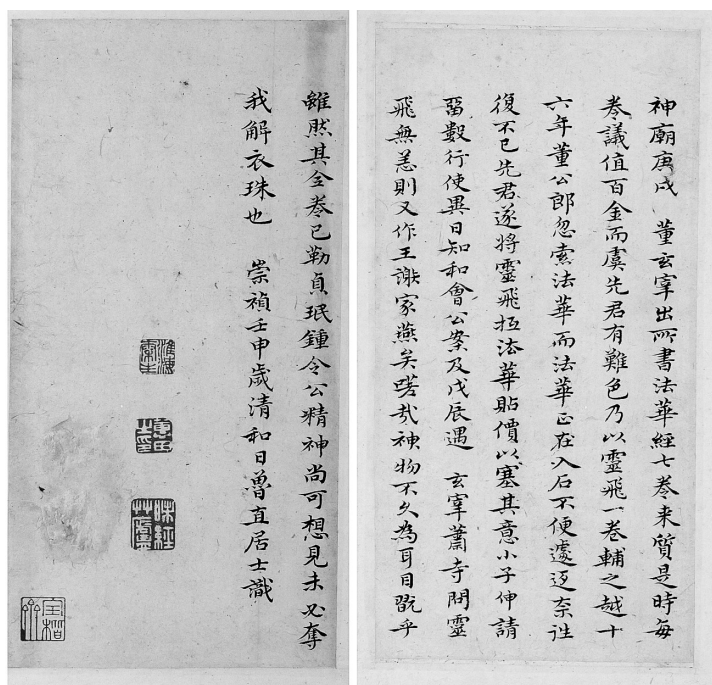 神廟庚戌 董玄宰出所書法華經七卷来質是時每
卷議值百金而虞先君有難色乃以靈飛一卷輔之越十
六年董公郎忽索法華而法華正在入石不便遽返奈往
復不已先君遂將靈飛抵法華貼價以塞其意小子伸請
留數行使異日知和會公案及戊辰遇 玄宰蕭寺問靈
飛無恙則又作王謝家燕矣嗟哉神物不久為耳目翫乎
雖然其全卷已勒貞珉鍾令公精神尚可想見未必奪
我解衣珠也 崇禎壬申歲清和日直居士識